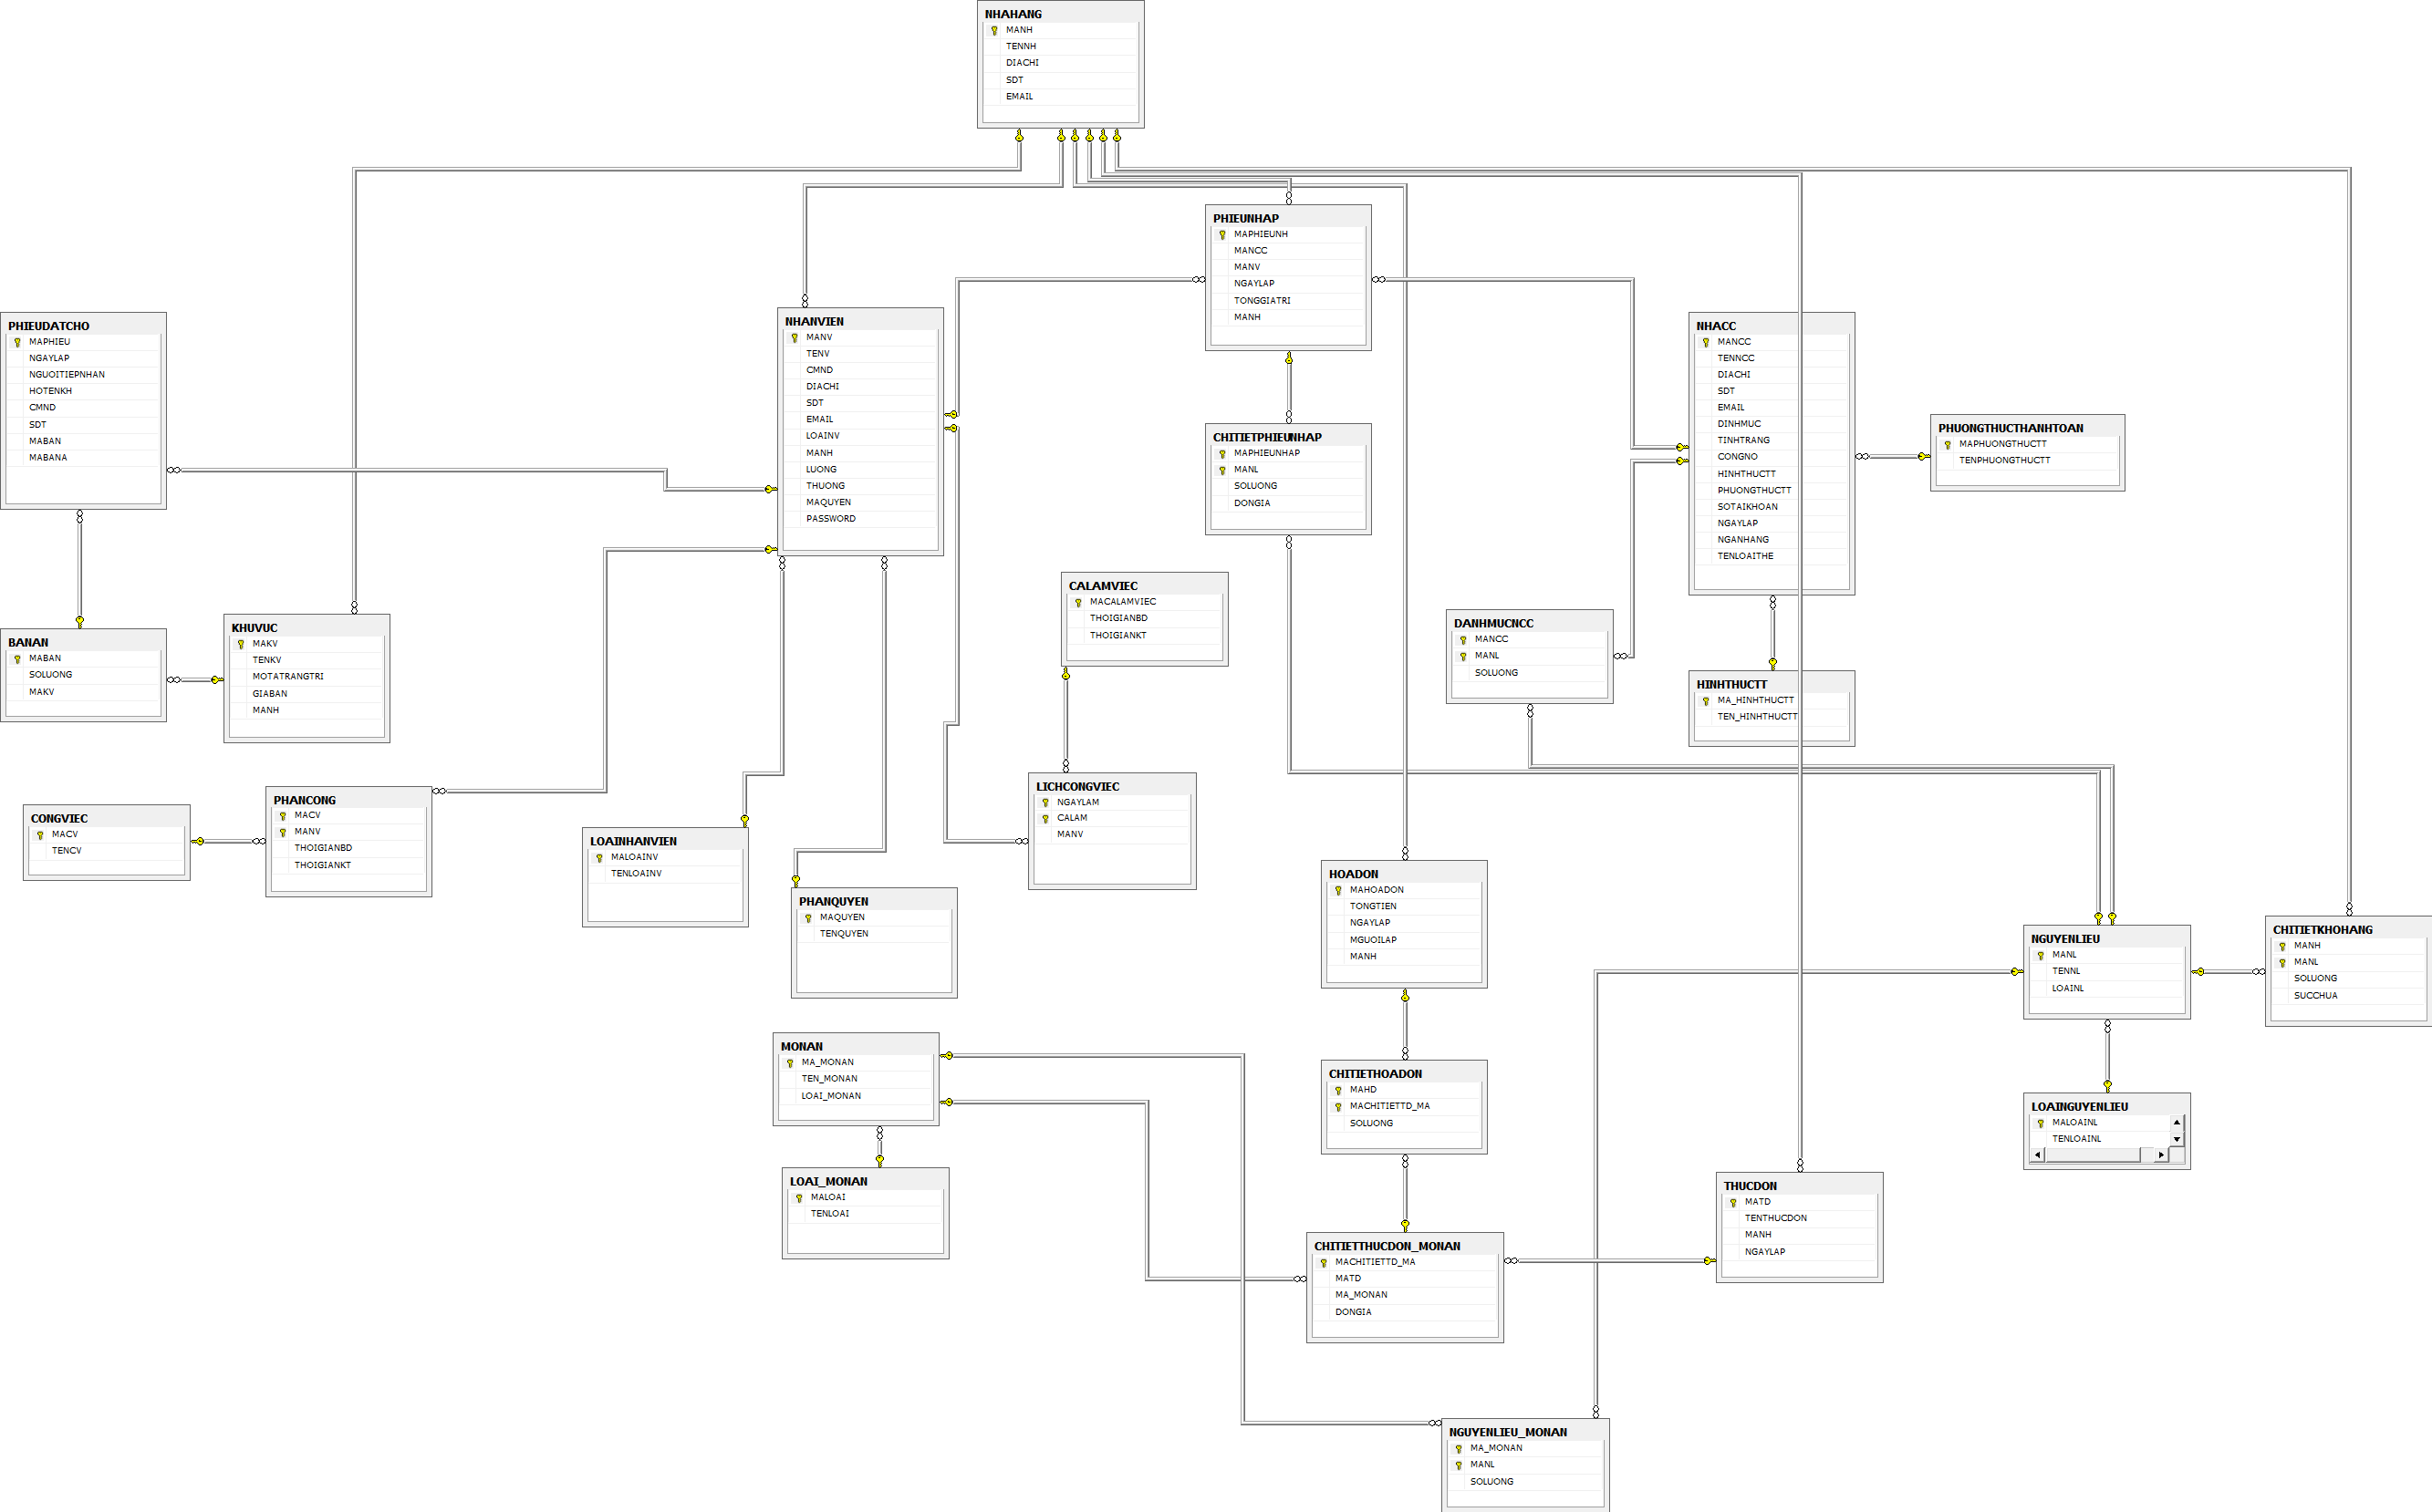 NHAHANG
MANH
TENNH
DIACHI
SDT
EMAIL
PHIEUNHAP
MAPHIEUNH
MANCC
MANV
NGAYLAP
TONGGIATRI
MANH
NHANVIEN
MANV
TENV
CMND
DIACHI
SDT
EMAIL
LOAINV
MANH
LUONG
THUONG
MAQUYEN
PASSWORD
PHIEUDATCHO
MAPHIEU
NGAYLAP
NGUOITIEPNHAN
HOTENKH
CMND
SDT
MABAN
MABANA
NHACC
MANCC
TENNCC
DIACHI
SDT
EMAIL
DINHMUC
TINHTRANG
CONGNO
HINHTHUCTT
PHUONGTHUCTT
SOTAIKHOAN
NGAYLAP
NGANHANG
TENLOAITHE
PHUONGTHUCTHANHTOAN
MAPHUONGTHUCTT
TENPHUONGTHUCTT
CHITIETPHIEUNHAP
MAPHIEUNHAP
MANL
SOLUONG
DONGIA
CALAMVIEC
MACALAMVIEC
THOIGIANBD
THOIGIANKT
DANHMUCNCC
MANCC
MANL
SOLUONG
KHUVUC
MAKV
TENKV
MOTATRANGTRI
GIABAN
MANH
BANAN
MABAN
SOLUONG
MAKV
HINHTHUCTT
MA_HINHTHUCTT
TEN_HINHTHUCTT
LICHCONGVIEC
NGAYLAM
CALAM
MANV
PHANCONG
MACV
MANV
THOIGIANBD
THOIGIANKT
CONGVIEC
MACV
TENCV
LOAINHANVIEN
MALOAINV
TENLOAINV
HOADON
MAHOADON
TONGTIEN
NGAYLAP
MGUOILAP
MANH
PHANQUYEN
MAQUYEN
TENQUYEN
CHITIETKHOHANG
MANH
MANL
SOLUONG
SUCCHUA
NGUYENLIEU
MANL
TENNL
LOAINL
MONAN
MA_MONAN
TEN_MONAN
LOAI_MONAN
CHITIETHOADON
MAHD
MACHITIETTD_MA
SOLUONG
LOAINGUYENLIEU
MALOAINL
TENLOAINL
LOAI_MONAN
MALOAI
TENLOAI
THUCDON
MATD
TENTHUCDON
MANH
NGAYLAP
CHITIETTHUCDON_MONAN
MACHITIETTD_MA
MATD
MA_MONAN
DONGIA
NGUYENLIEU_MONAN
MA_MONAN
MANL
SOLUONG